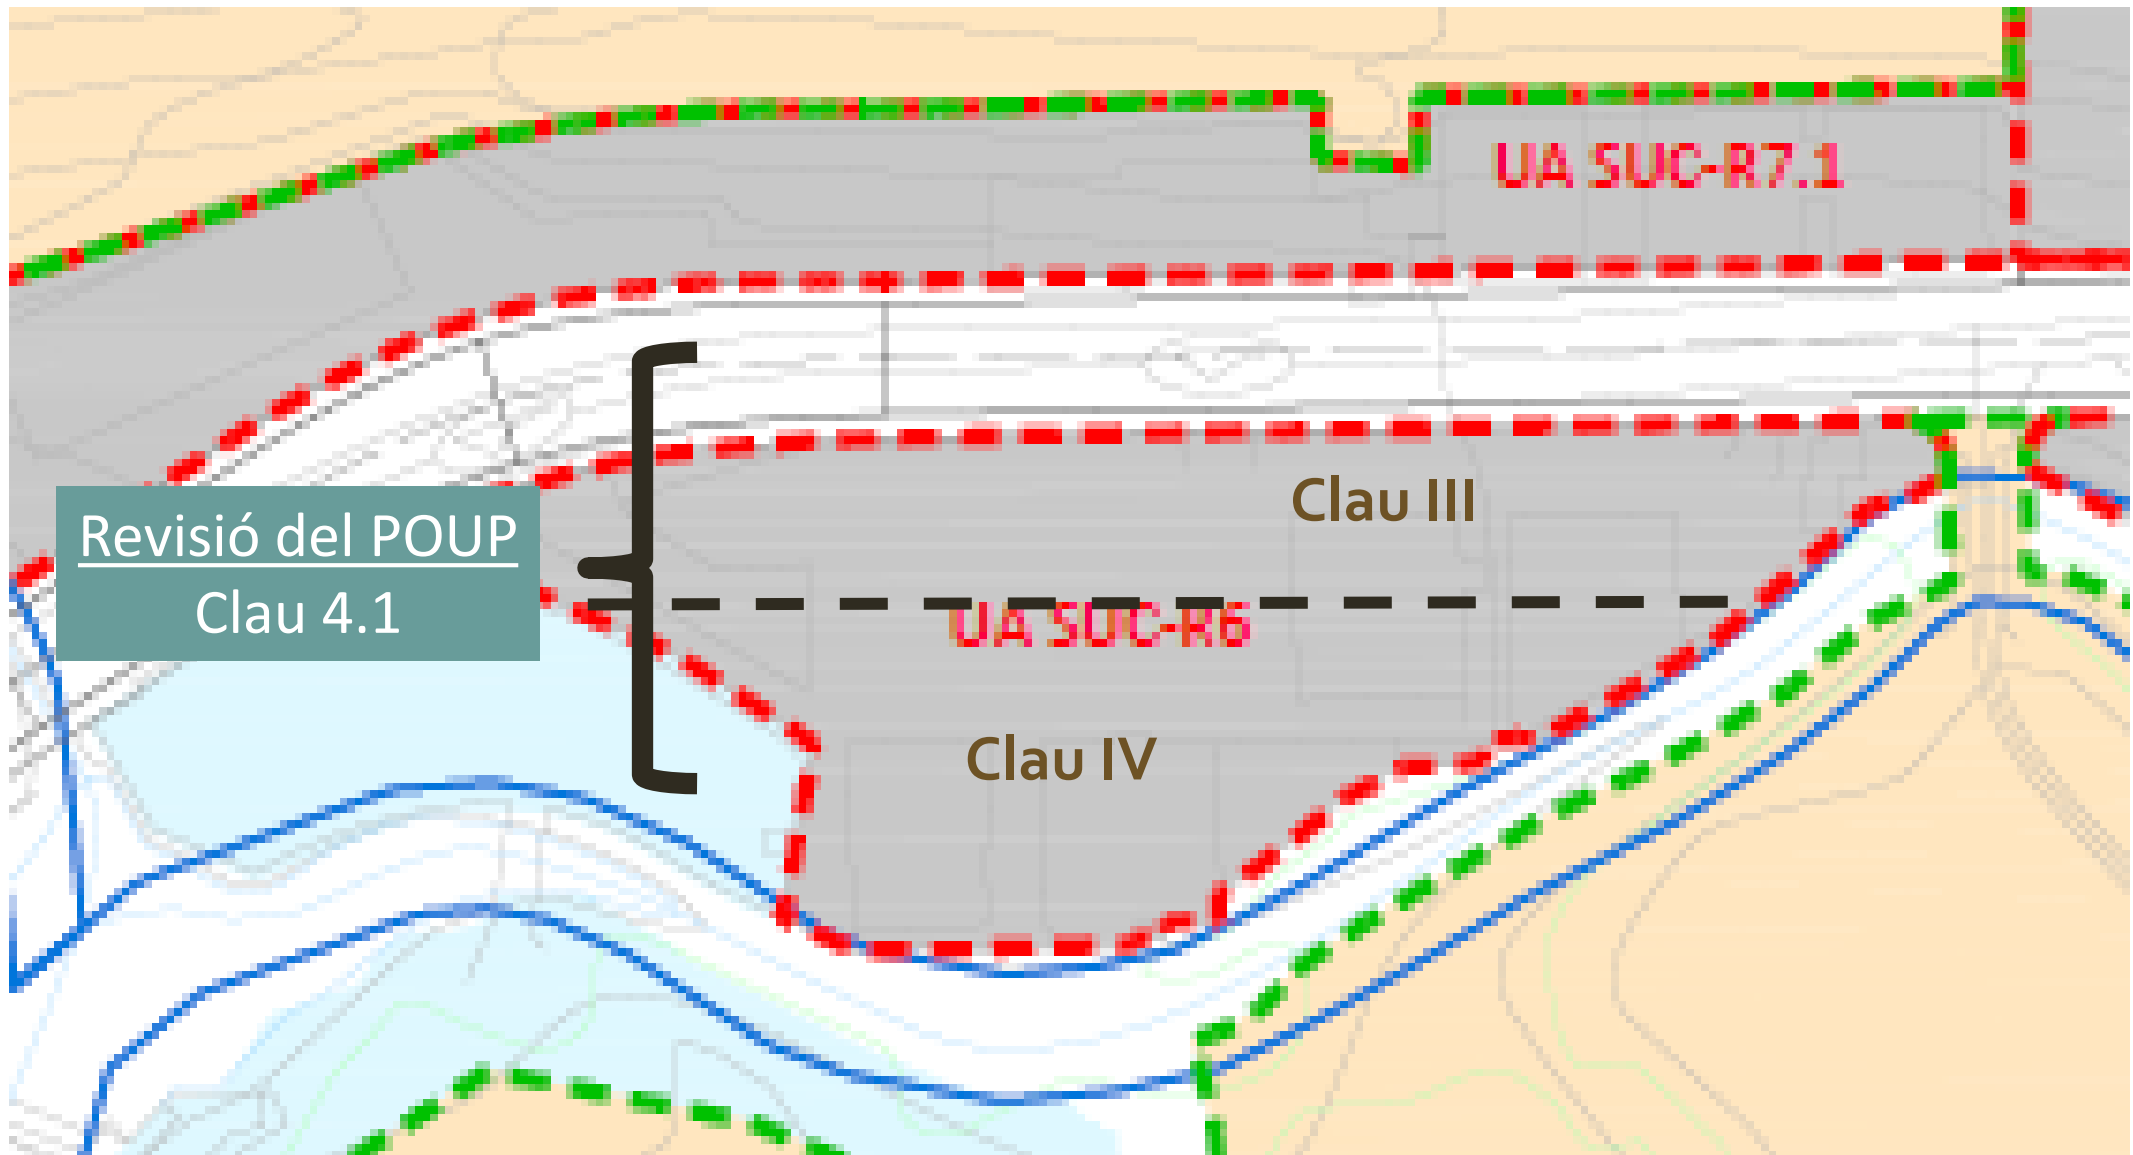 UA SUC-R7.1
Clau III
Revisió del POUP
Clau 4.1
UA SUC-R6
Clau IV